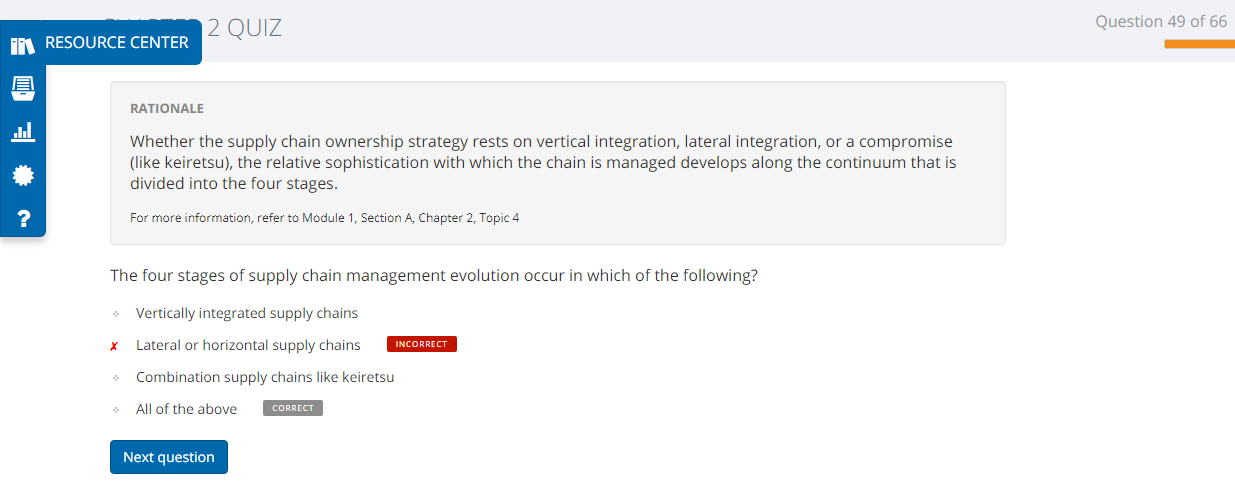 2 QUIZ
Question 49 of 66
RESOURCE CENTER
RATIONALE
Whether the supply chain ownership strategy rests on vertical integration, lateral integration, or a compromise
(like keiretsu), the relative sophistication with which the chain is managed develops along the continuum that is
divided into the four stages.
For more information, refer to Module 1, Section A, Chapter 2, Topic 4
The four stages of supply chain management evolution occur in which of the following?
Vertically integrated supply chains
✗ Lateral or horizontal supply chains INCORRECT
Combination supply chains like keiretsu
All of the above CORRECT
Next question
?